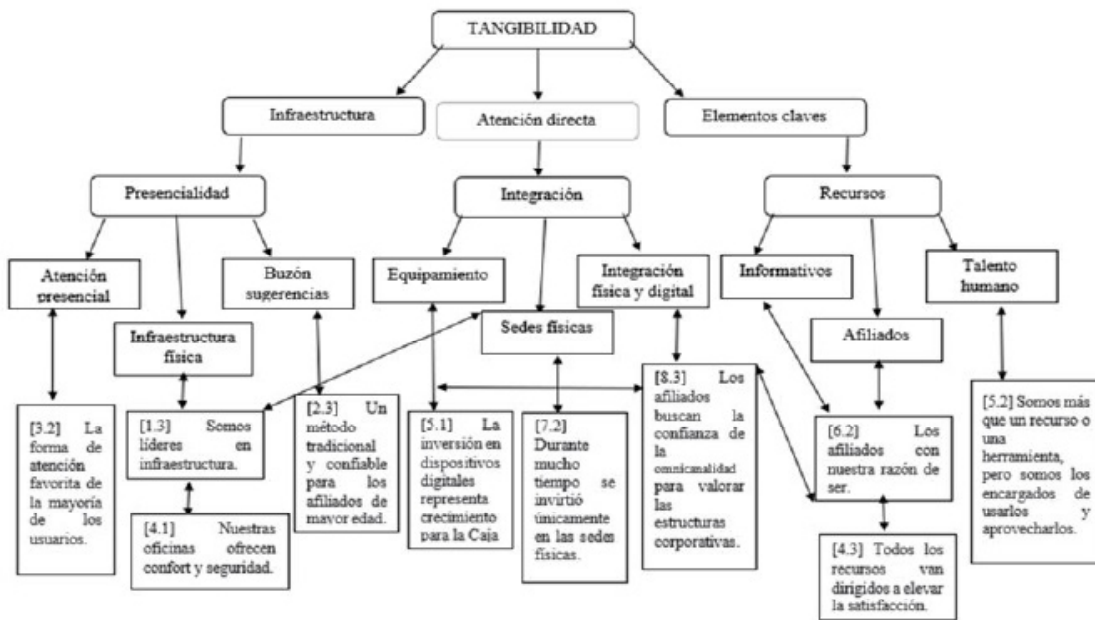 TANGIBILIDAD
Infraestructura
Atención directa
Elementos claves
Presencialidad
Integración
Recursos
Atención
presencial
Buzón
sugerencias
Equipamiento
Integración
física y digital
Informativos
Talento
humano
Infraestructura
física
Sedes físicas
Afiliados
[3.2] La
forma de
atención
favorita de
la mayoría
de los
usuarios.
[1.3] Somos
líderes en
infraestructura.
[4.1] Nuestras
oficinas ofrecen
confort y seguridad.
[2.3] Un
método
tradicional
y confiable
para los
afiliados de
mayor edad.
[5.1] La
inversión en
dispositivos
digitales
representa
crecimiento
para la Caja
[7.2]
Durante
mucho
tiempo se
invirtió
únicamente
en las sedes
físicas.
[8.3] Los
afiliados
buscan la
confianza de
la
omnicanalidad
para valorar
las
estructuras
corporativas.
[6.2] Los
afiliados con
nuestra razón de
ser.
[4.3] Todos los
recursos van
dirigidos a elevar
la satisfacción.
[5.2] Somos más
que un recurso o
una
herramienta,
pero somos los
encargados de
usarlos y
aprovecharlos.